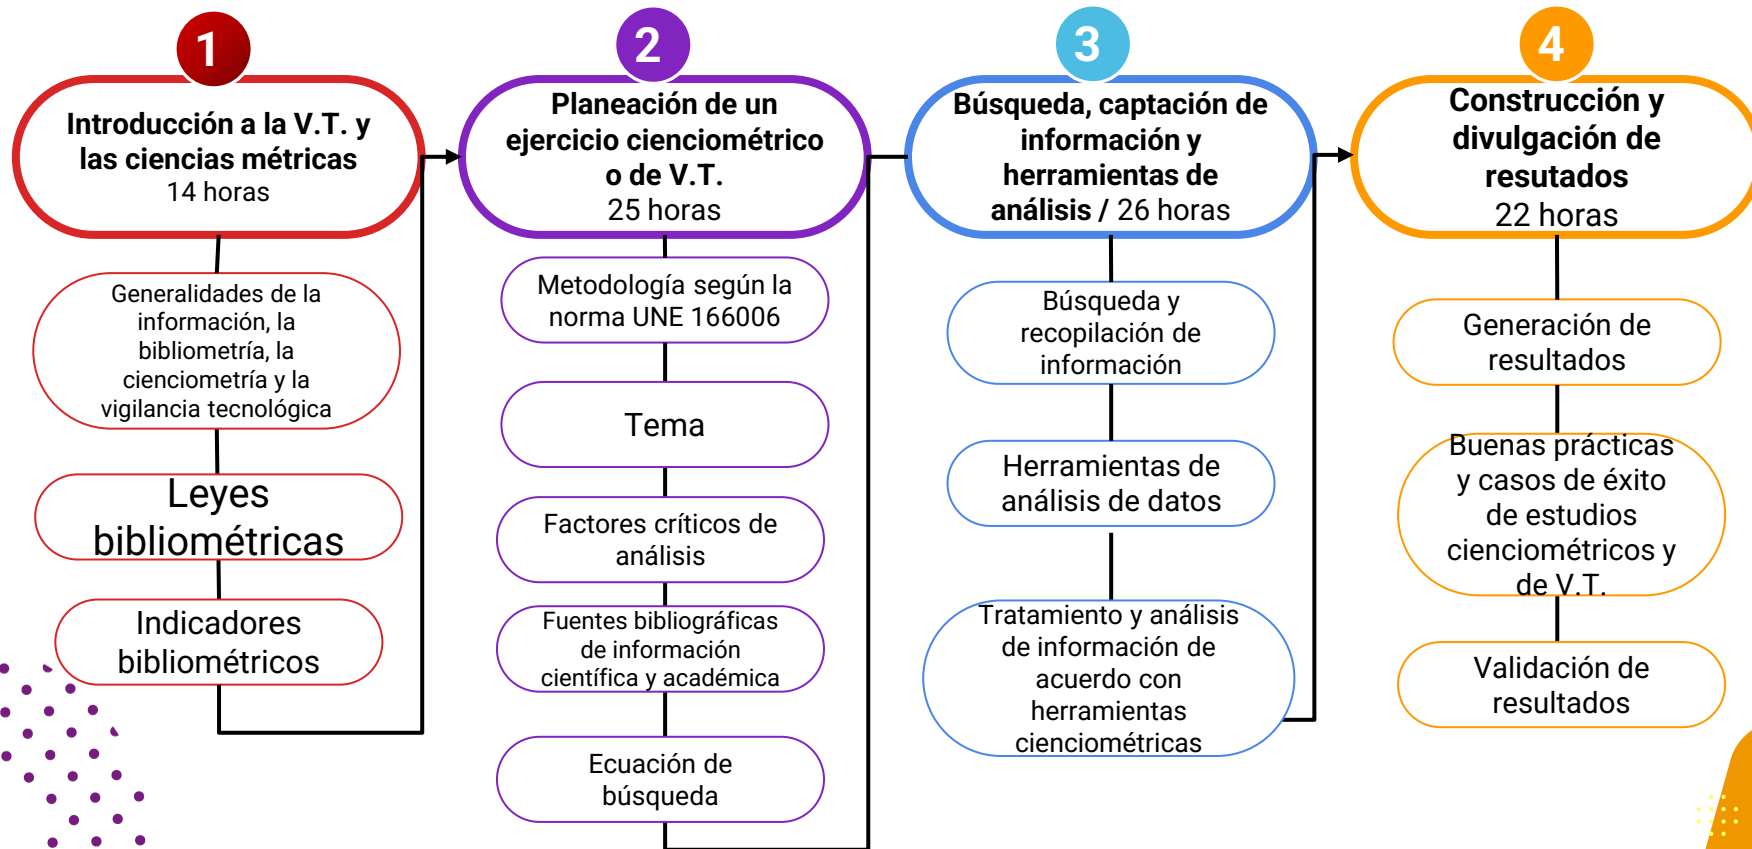 1
Introducción a la V.T. y
las ciencias métricas
14 horas
Generalidades de la
información, la
bibliometría, la
cienciometría y la
vigilancia tecnológica
Leyes
bibliométricas
Indicadores
bibliométricos
2
Planeación de un
ejercicio cienciométrico
o de V.T.
25 horas
Metodología según la
norma UNE 166006
Tema
Factores críticos de
análisis
Fuentes bibliográficas
de información
científica y académica
Ecuación de
búsqueda
3
Búsqueda, captación de
información y
herramientas de
análisis / 26 horas
Búsqueda y
recopilación de
información
Herramientas de
análisis de datos
Tratamiento y análisis
de información de
acuerdo con
herramientas
cienciométricas
4
Construcción y
divulgación de
resutados
22 horas
Generación de
resultados
Buenas prácticas
y casos de éxito
de estudios
cienciométricos y
de V.T.
Validación de
resultados